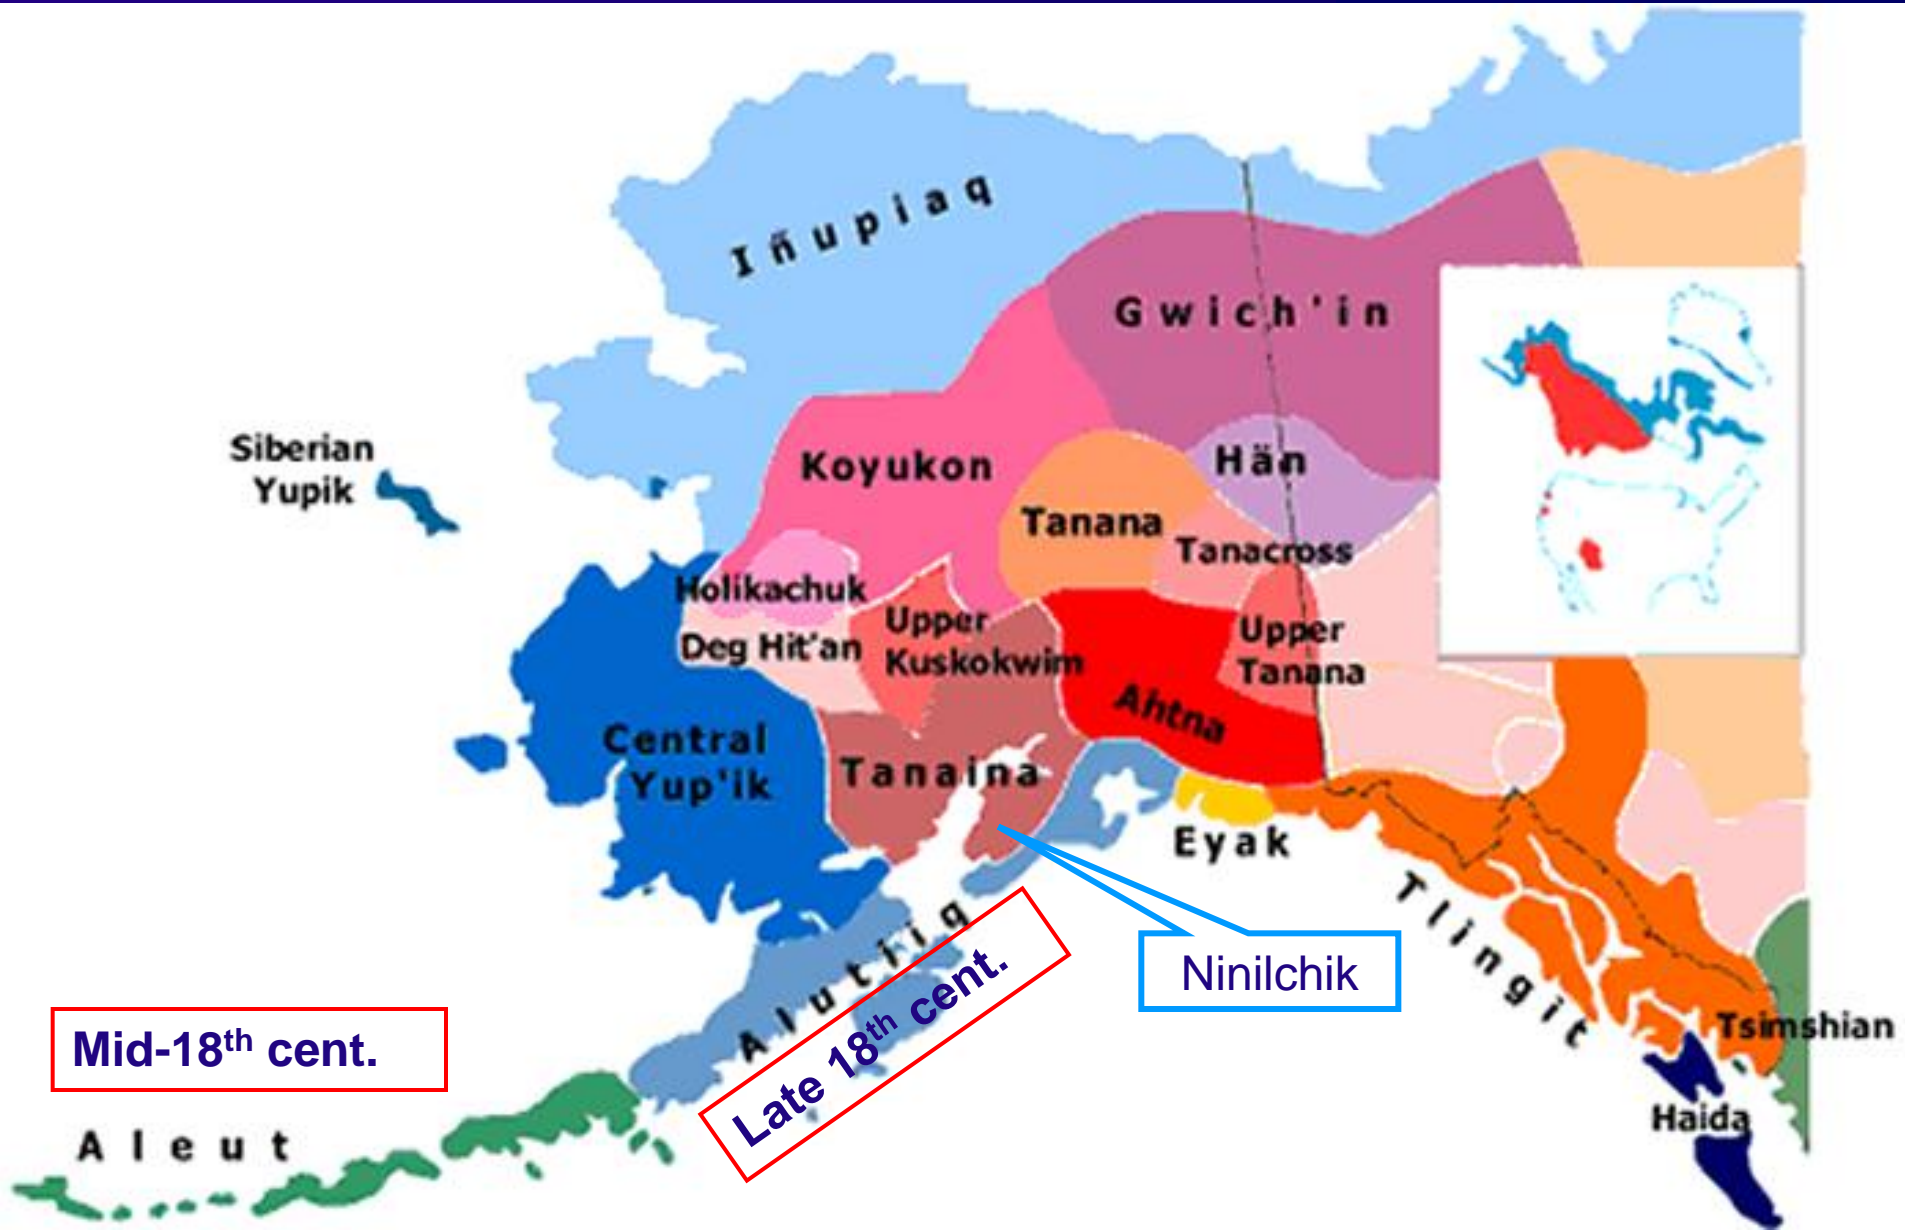 Iñupiaq
Gwich'in
Siberian
Yupik
Koyukon
Hän
Tanana
Tanacross
Holikachuk
Upper
Kuskokwim
Deg Hit'an
Upper
Tanana
Ahtna
Central
Yup'ik
Tanaina
Eyak
Alutiiq
Tlingit
Ninilchik
Late 18th cent.
Mid-18th cent.
Tsimshian
Haida
Aleut